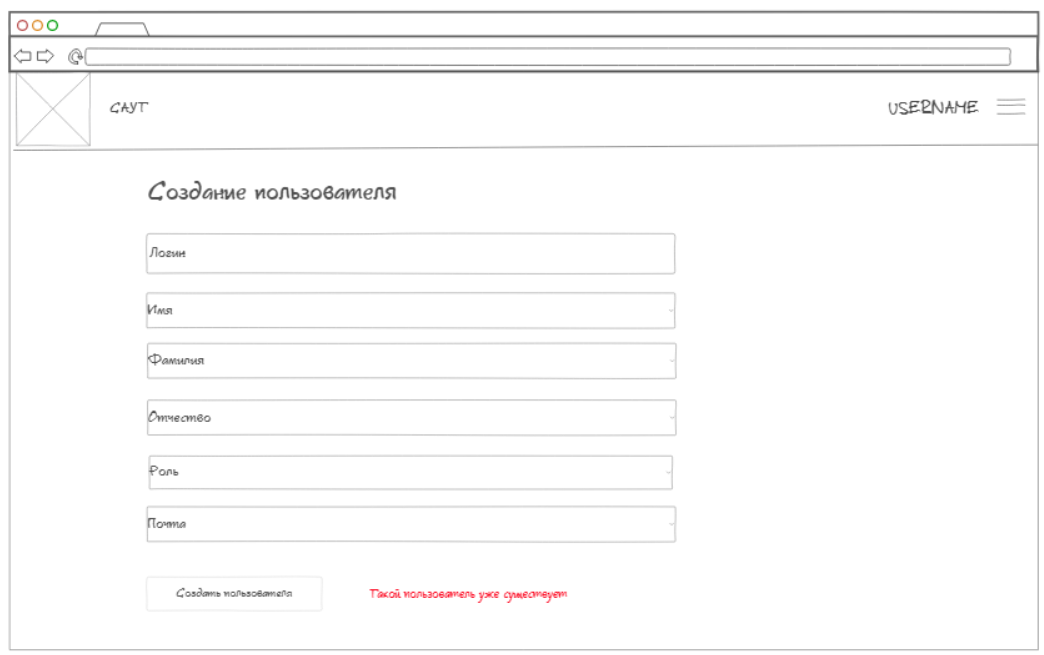 САУТ
USERNAME
Создание пользователя
Логин
Имя
Фамилия
Отчество
Роль
Почта
Создать пользователя
Такой пользователь уже существует